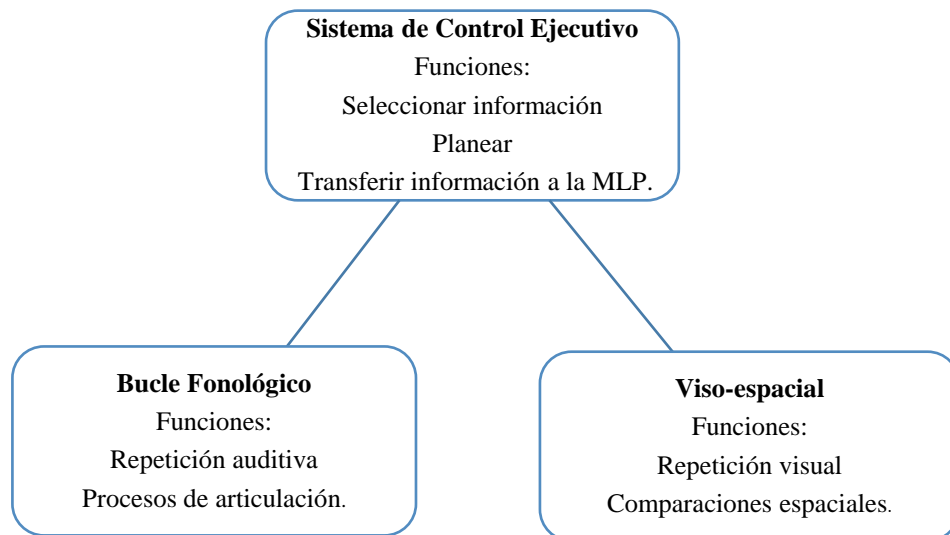 Sistema de Control Ejecutivo
Funciones:
Seleccionar información
Planear
Transferir información a la MLP.
Bucle Fonológico
Funciones:
Repetición auditiva
Procesos de articulación.
Viso-espacial
Funciones:
Repetición visual
Comparaciones espaciales.